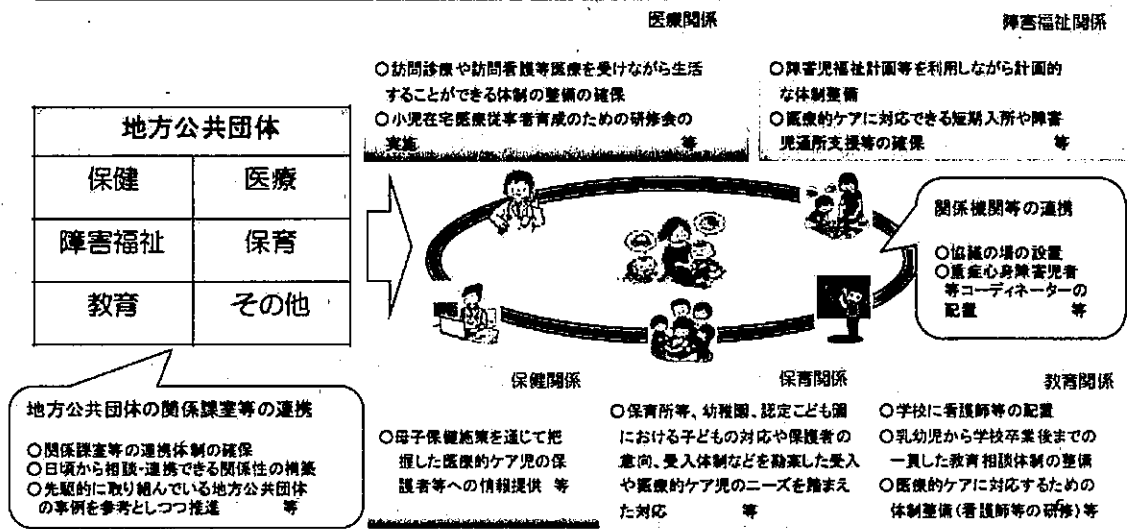 医療関係
○訪問診療や訪問看護等医療を受けながら生活
することができる体制の整備の確保
○小児在宅医療従事者育成のための研修会の
実施 等
障害福祉関係
○障害児福祉計画等を利用しながら計画的
な体制整備
○医療的ケアに対応できる短期入所や障害
児通所支援等の確保 等
地方公共団体
保健 医療
障害福祉 保育
教育 その他
関係機関等の連携
○協議の場の設置
○重症心身障害児者
等コーディネーターの
配置 等
地方公共団体の関係課室等の連携
○関係課室等の連携体制の確保
○日頃から相談・連携できる関係性の構築
○先駆的に取り組んでいる地方公共団体
の事例を参考としつつ推進 等
保健関係
○母子保健施策を通じて把
握した医療的ケア児の保
護者等への情報提供 等
保育関係
○保育所等、幼稚園、認定こども園
における子どもの対応や保護者の
意向、受入体制などを勘案した受入
や医療的ケア児のニーズを踏まえ
た対応 等
教育関係
○学校に看護師等の配置
○乳幼児から学校卒業後までの
一貫した教育相談体制の整備
○医療的ケアに対応するための
体制整備(看護師等の研修)等